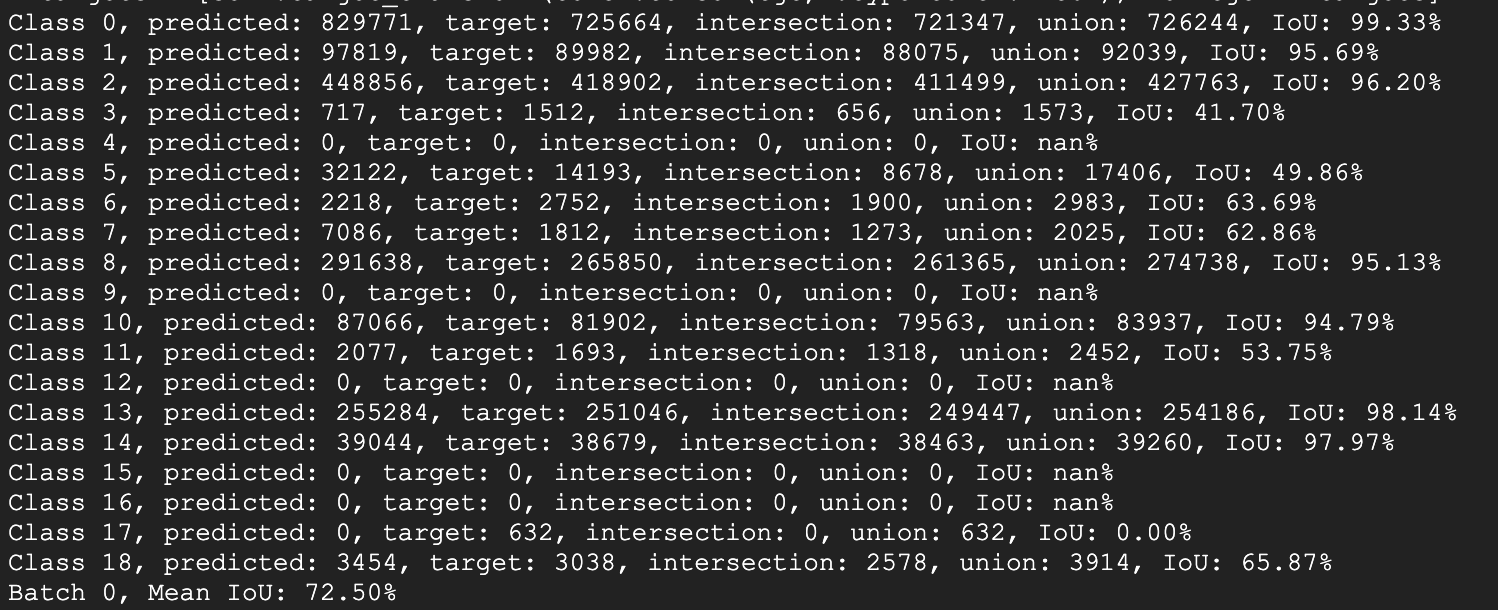 Class 0, predicted: 829771, target: 725664, intersection: 721347, union: 726244, IoU: 99.33%
Class 1, predicted: 97819, target: 89982, intersection: 88075, union: 92039, IoU: 95.69%
Class 2, predicted: 448856, target: 418902, intersection: 411499, union: 427763, IoU: 96.20%
Class 3, predicted: 717, target: 1512, intersection: 656, union: 1573, IoU: 41.70%
Class 4, predicted: 0, target: 0, intersection: 0, union: 0, IoU: nan%
Class 5, predicted: 32122, target: 14193, intersection: 8678, union: 17406, IoU: 49.86%
Class 6, predicted: 2218, target: 2752, intersection: 1900, union: 2983, IoU: 63.69%
Class 7, predicted: 7086, target: 1812, intersection: 1273, union: 2025, IoU: 62.86%
Class 8, predicted: 291638, target: 265850, intersection: 261365, union: 274738, IoU: 95.13%
Class 9, predicted: 0, target: 0, intersection: 0, union: 0, IoU: nan%
Class 10, predicted: 87066, target: 81902, intersection: 79563, union: 83937, IoU: 94.79%
Class 11, predicted: 2077, target: 1693, intersection: 1318, union: 2452, IoU: 53.75%
Class 12, predicted: 0, target: 0, intersection: 0, union: 0, IoU: nan%
Class 13, predicted: 255284, target: 251046, intersection: 249447, union: 254186, IoU: 98.14%
Class 14, predicted: 39044, target: 38679, intersection: 38463, union: 39260, IoU: 97.97%
Class 15, predicted: 0, target: 0, intersection: 0, union: 0, IoU: nan%
Class 16, predicted: 0, target: 0, intersection: 0, union: 0, IoU: nan%
Class 17, predicted: 0, target: 632, intersection: 0, union: 632, IoU: 0.00%
Class 18, predicted: 3454, target: 3038, intersection: 2578, union: 3914, IoU: 65.87%
Batch 0, Mean IoU: 72.50%